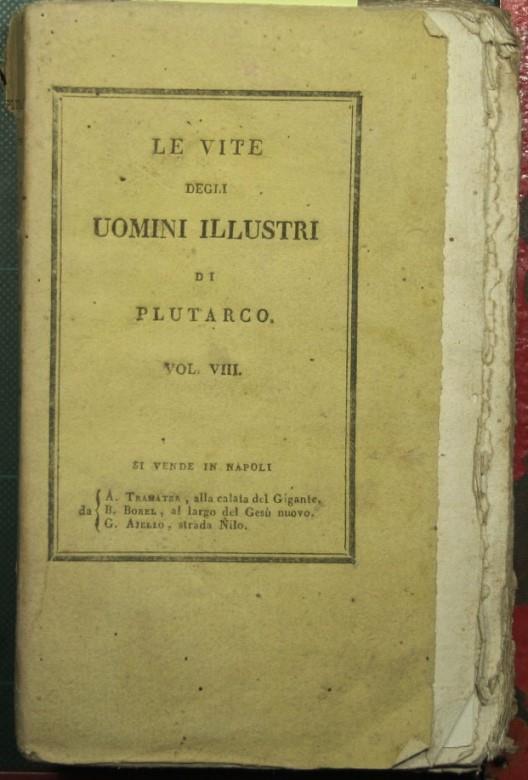 LE VITE
DEGLI
UOMINI ILLUSTRI
DI
PLUTARCO.
VOL. VIII.
SI VENDE IN NAPOLI
A. TRAMATER, alla calata del Gigante.
da B. BOREL, al largo del Gesù nuovo.
G. AJELLO, strada Nilo.